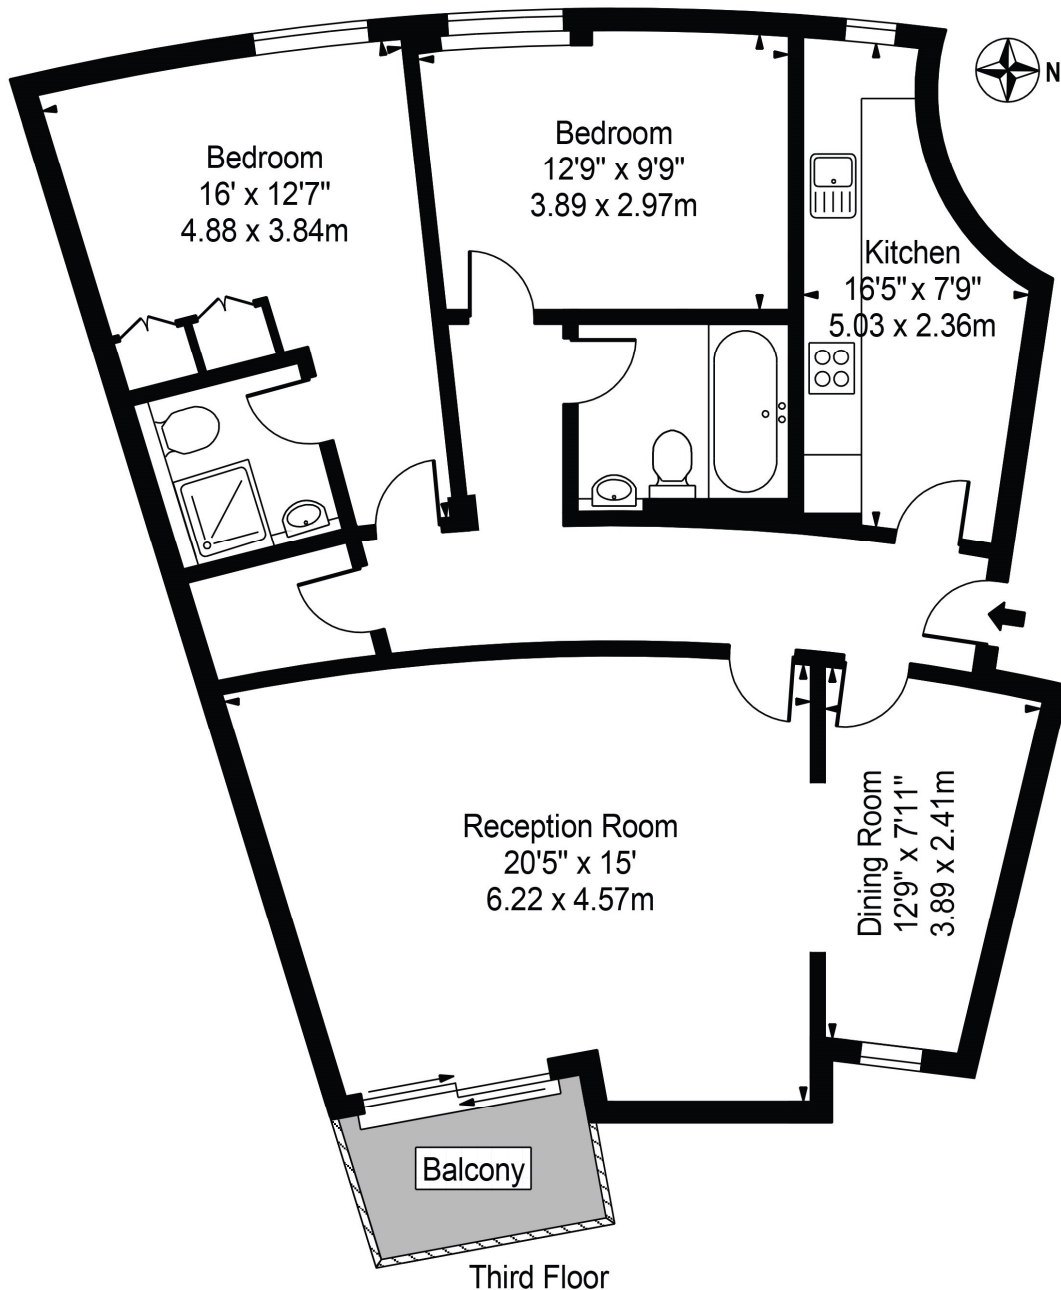 N
Bedroom
16' x 12'7"
4.88 x 3.84m
Bedroom
12'9" x 9'9"
3.89 x 2.97m
Kitchen
16'5" x 7'9"
5.03 x 2.36m
Reception Room
20'5" x 15'
6.22 x 4.57m
Dining Room
12'9" x 7'11"
3.89 x 2.41m
Balcony
Third Floor